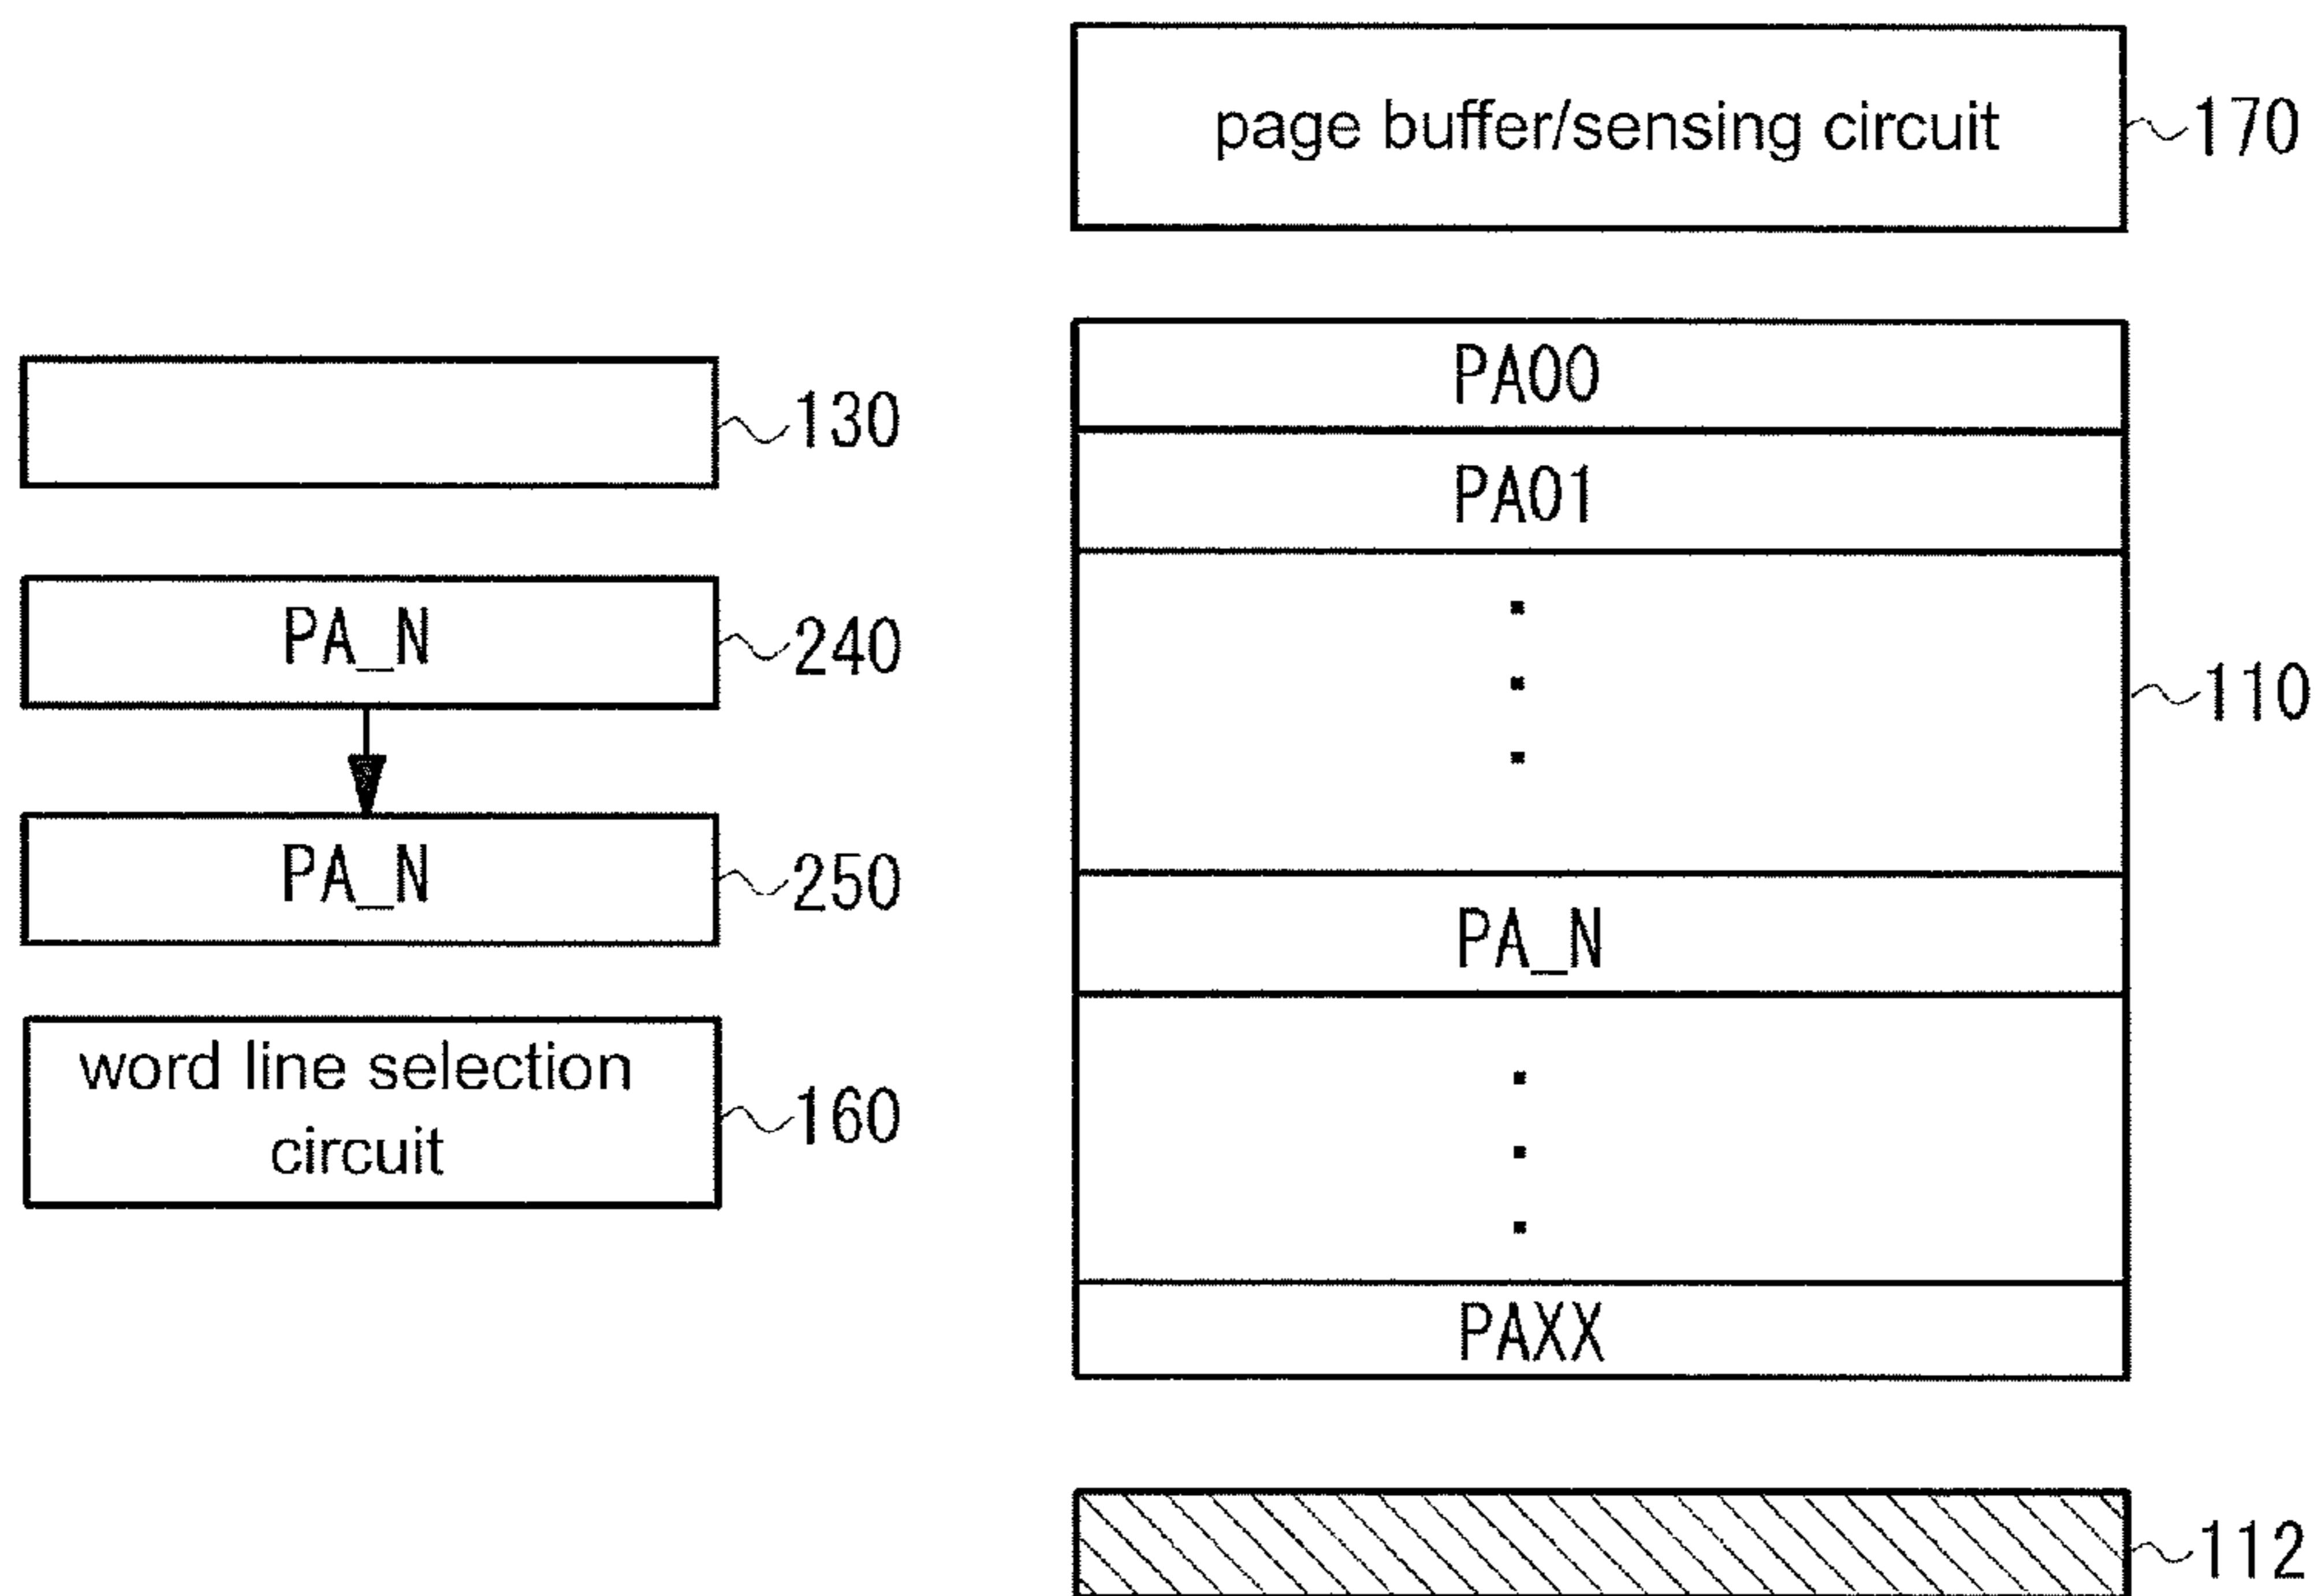 page buffer/sensing circuit
170
130
PA_N
240
PA_N
250
word line selection
circuit
160
PA00
PA01
110
PA_N
PAXX
112